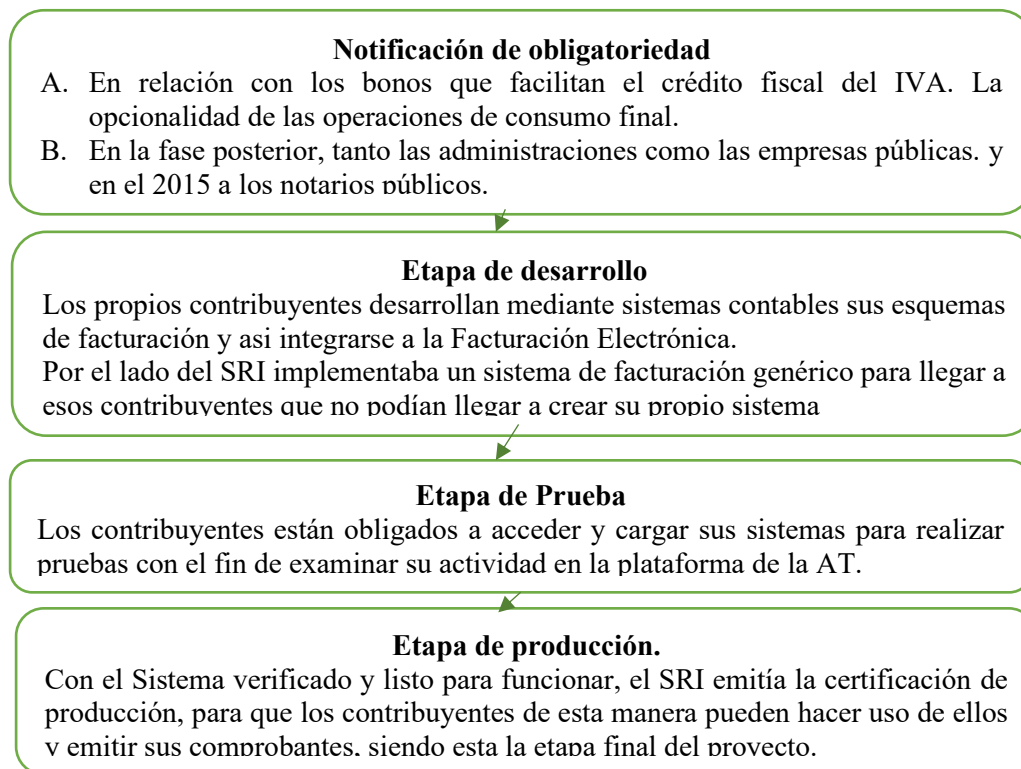 Notificación de obligatoriedad
A. En relación con los bonos que facilitan el crédito fiscal del IVA. La
opcionalidad de las operaciones de consumo final.
B. En la fase posterior, tanto las administraciones como las empresas públicas. y
en el 2015 a los notarios públicos.
Etapa de desarrollo
Los propios contribuyentes desarrollan mediante sistemas contables sus esquemas
de facturación y asi integrarse a la Facturación Electrónica.
Por el lado del SRI implementaba un sistema de facturación genérico para llegar a
esos contribuyentes que no podían llegar a crear su propio sistema
Etapa de Prueba
Los contribuyentes están obligados a acceder y cargar sus sistemas para realizar
pruebas con el fin de examinar su actividad en la plataforma de la AT.
Etapa de producción.
Con el Sistema verificado y listo para funcionar, el SRI emitía la certificación de
producción, para que los contribuyentes de esta manera pueden hacer uso de ellos
y emitir sus comprobantes, siendo esta la etapa final del proyecto.